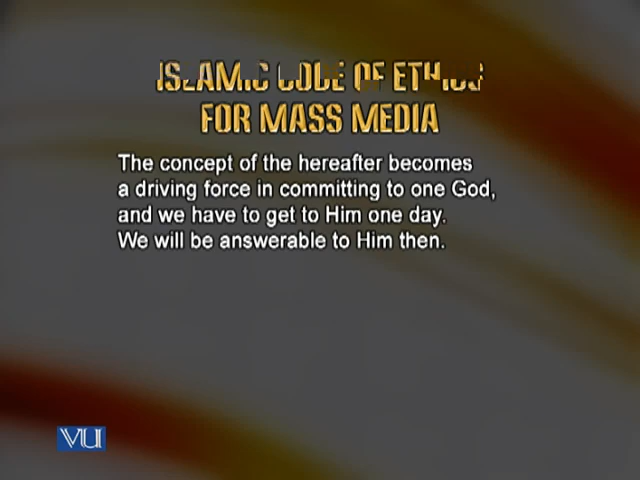 ISLAMIC CODE OF ETHICS
FOR MASS MEDIA
The concept of the hereafter becomes
a driving force in committing to one God,
and we have to get to Him one day.
We will be answerable to Him then.
VU